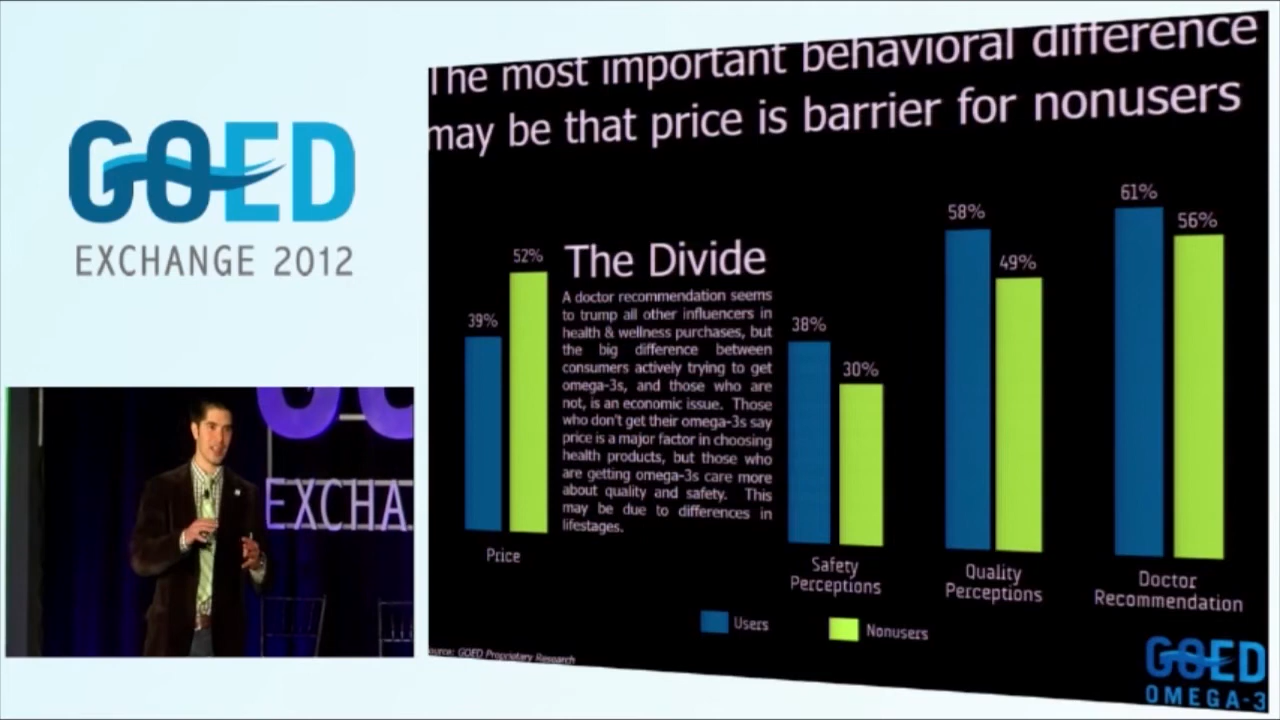 GOED
EXCHANGE 2012
EXCHA
The most important behavioral difference
may be that price is barrier for nonusers
39%
52%
Price
The Divide
A doctor recommendation seems
to trump all other influencers in
health & wellness purchases, but
the big difference between
consumers actively trying to get
omega-3s, and those who are
not, is an economic issue. Those
who don't get their omega-3s say
price is a major factor in choosing
health products, but those who
are getting omega-3s care more
about quality and safety. This
may be due to differences in
lifestages.
38%
30%
Safety
Perceptions
58%
49%
Quality
Perceptions
61%
56%
Doctor
Recommendation
Users
Nonusers
source: GOED Proprietary Research
GOED
OMEGA-3